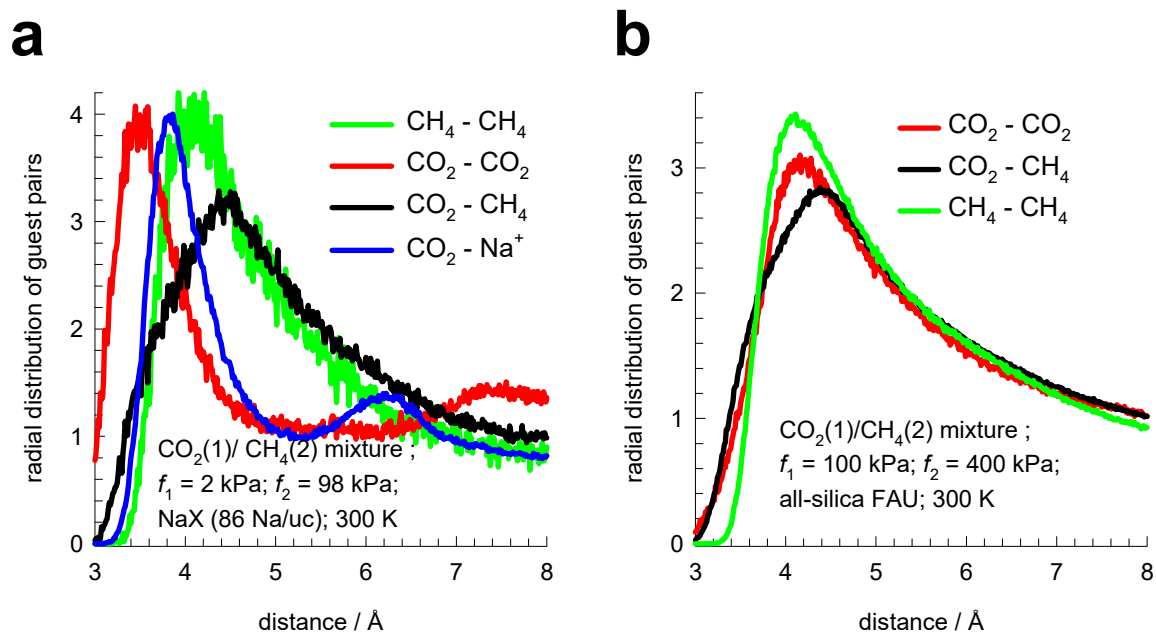 a
radial distribution of guest pairs
4
3
2
1
0
CH₄ - CH₄
CO₂ - CO₂
CO₂ - CH₄
CO₂ - Na⁺
CO₂(1)/ CH₄(2) mixture ;
f₁ = 2 kPa; f₂ = 98 kPa;
NaX (86 Na/uc); 300 K
3 4 5 6 7 8
distance / Å
b
radial distribution of guest pairs
3
2
1
0
CO₂ - CO₂
CO₂ - CH₄
CH₄ - CH₄
CO₂(1)/CH₄(2) mixture ;
f₁ = 100 kPa; f₂ = 400 kPa;
all-silica FAU; 300 K
3 4 5 6 7 8
distance / Å